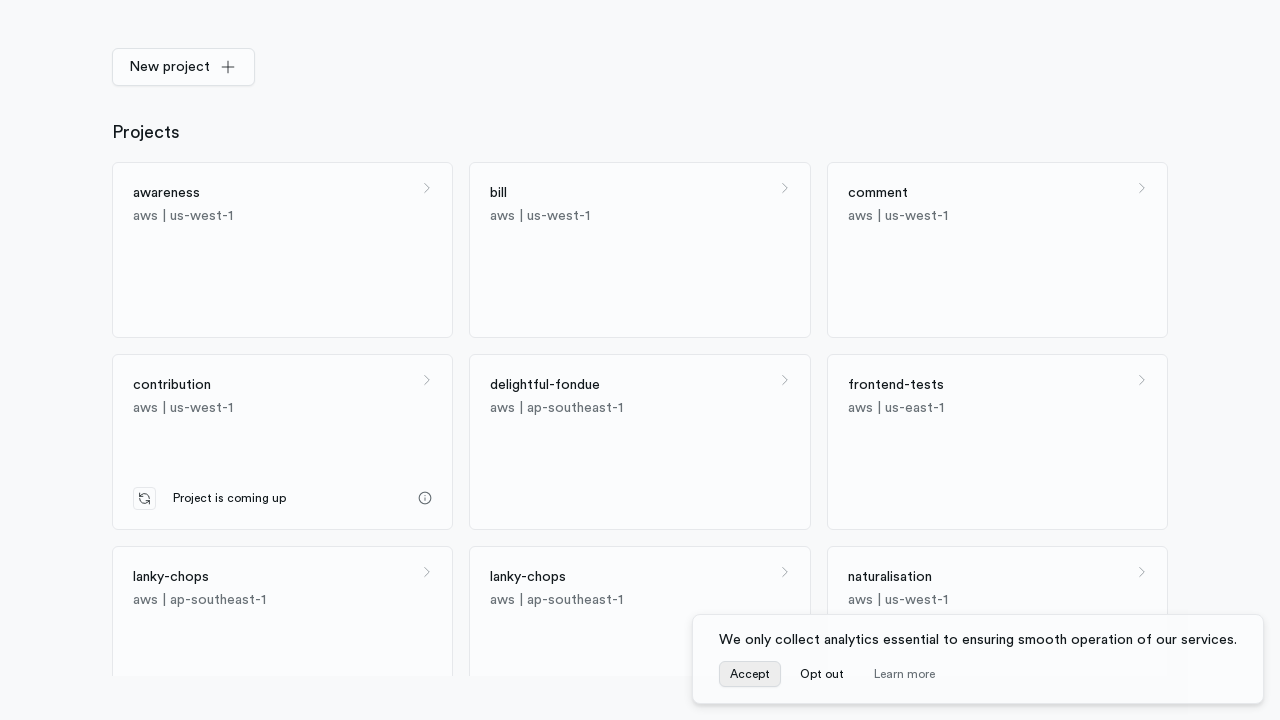 New project
Projects
awareness
aws | us-west-1
bill
aws | us-west-1
comment
aws | us-west-1
contribution
aws | us-west-1
Project is coming up
delightful-fondue
aws | ap-southeast-1
frontend-tests
aws | us-east-1
lanky-chops
aws | ap-southeast-1
lanky-chops
aws | ap-southeast-1
naturalisation
aws | us-west-1
We only collect analytics essential to ensuring smooth operation of our services.
Accept Opt out Learn more